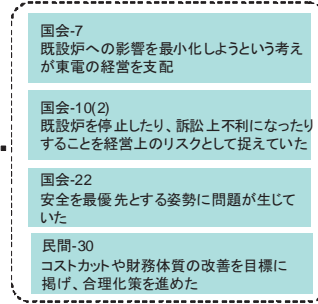 国会-7
既設炉への影響を最小化しようという考え
が東電の経営を支配
国会-10(2)
既設炉を停止したり、訴訟上不利になったり
することを経営上のリスクとして捉えていた
国会-22
安全を最優先とする姿勢に問題が生じて
いた
民間-30
コストカットや財務体質の改善を目標に
掲げ、合理化策を進めた